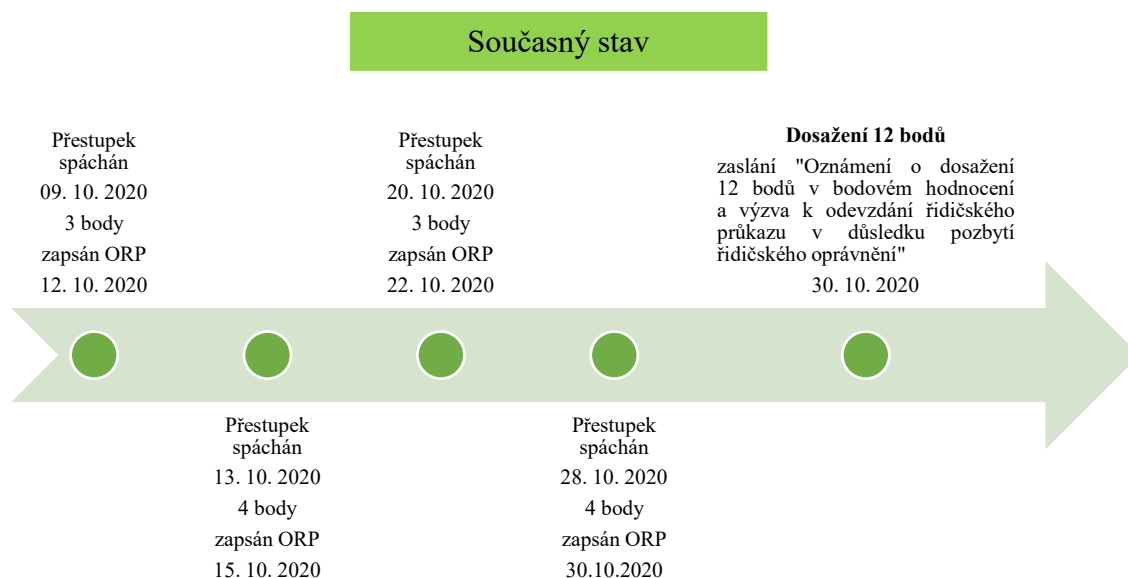 Současný stav
Přestupek
spáchán
09. 10. 2020
3 body
zapsán ORP
12. 10. 2020
Přestupek
spáchán
13. 10. 2020
4 body
zapsán ORP
15. 10. 2020
Přestupek
spáchán
20. 10. 2020
3 body
zapsán ORP
22. 10. 2020
Přestupek
spáchán
28. 10. 2020
4 body
zapsán ORP
30.10.2020
Dosažení 12 bodů
zaslání "Oznámení o dosažení
12 bodů v bodovém hodnocení
a výzva k odevzdání řidičského
průkazu v důsledku pozbytí
řidičského oprávnění"
30. 10. 2020